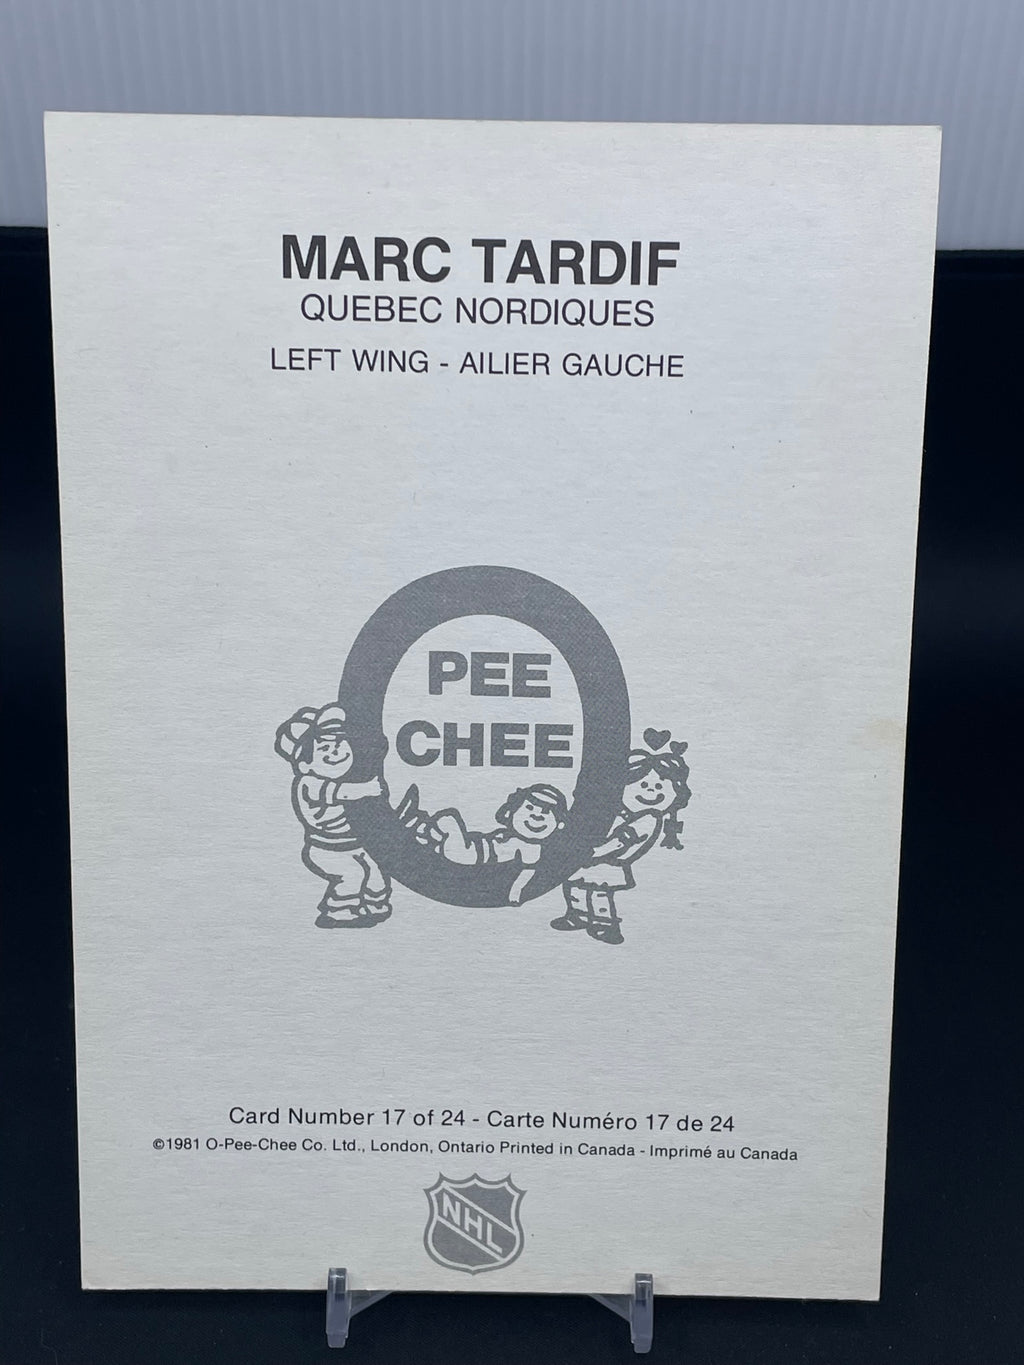 MARC TARDIF
QUEBEC NORDIQUES
LEFT WING - AILIER GAUCHE
O
PEE
CHEE
Card Number 17 of 24 - Carte Numéro 17 de 24
©1981 O-Pee-Chee Co. Ltd., London, Ontario Printed in Canada - Imprimé au Canada
NHL